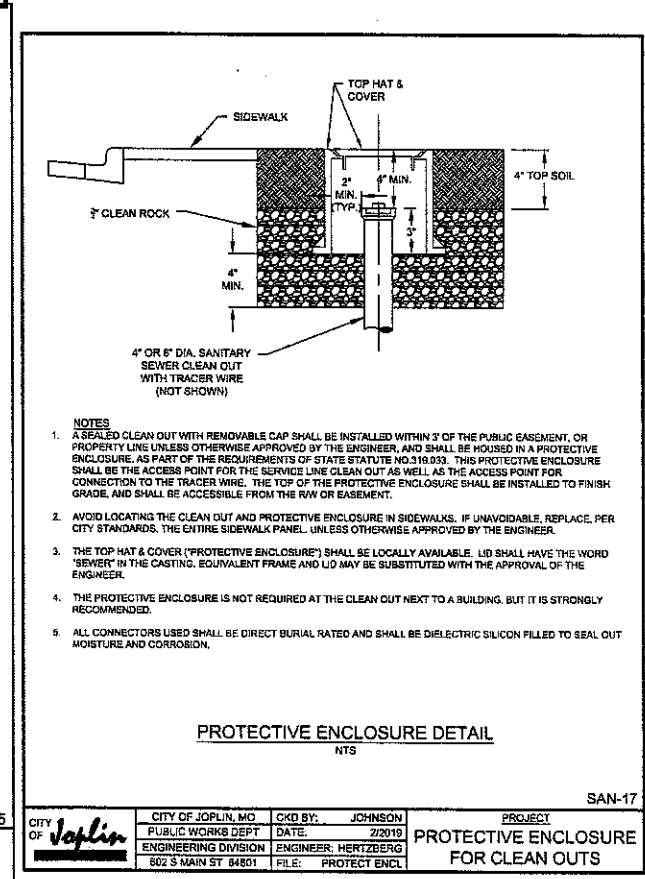 TOP HAT &
COVER
SIDEWALK
2"
MIN.
(TYP.)
4" MIN.
4" TOP SOIL
CLEAN ROCK
3"
4"
MIN.
4" OR 6" DIA. SANITARY
SEWER CLEAN OUT
WITH TRACER WIRE
(NOT SHOWN)
NOTES
1. A SEALED CLEAN OUT WITH REMOVABLE CAP SHALL BE INSTALLED WITHIN 3' OF THE PUBLIC EASEMENT, OR
PROPERTY LINE UNLESS OTHERWISE APPROVED BY THE ENGINEER, AND SHALL BE HOUSED IN A PROTECTIVE
ENCLOSURE. AS PART OF THE REQUIREMENTS OF STATE STATUTE NO.319.033. THIS PROTECTIVE ENCLOSURE
SHALL BE THE ACCESS POINT FOR THE SERVICE LINE CLEAN OUT AS WELL AS THE ACCESS POINT FOR
CONNECTION TO THE TRACER WIRE. THE TOP OF THE PROTECTIVE ENCLOSURE SHALL BE INSTALLED TO FINISH
GRADE, AND SHALL BE ACCESSIBLE FROM THE R/W OR EASEMENT.
2. AVOID LOCATING THE CLEAN OUT AND PROTECTIVE ENCLOSURE IN SIDEWALKS. IF UNAVOIDABLE, REPLACE, PER
CITY STANDARDS, THE ENTIRE SIDEWALK PANEL UNLESS OTHERWISE APPROVED BY THE ENGINEER.
3. THE TOP HAT & COVER ("PROTECTIVE ENCLOSURE") SHALL BE LOCALLY AVAILABLE. LID SHALL HAVE THE WORD
"SEWER" IN THE CASTING. EQUIVALENT FRAME AND LID MAY BE SUBSTITUTED WITH THE APPROVAL OF THE
ENGINEER.
4. THE PROTECTIVE ENCLOSURE IS NOT REQUIRED AT THE CLEAN OUT NEXT TO A BUILDING, BUT IT IS STRONGLY
RECOMMENDED.
5. ALL CONNECTORS USED SHALL BE DIRECT BURIAL RATED AND SHALL BE DIELECTRIC SILICON FILLED TO SEAL OUT
MOISTURE AND CORROSION.
PROTECTIVE ENCLOSURE DETAIL
NTS
SAN-17
5
CITY OF Joplin
CITY OF JOPLIN, MO
PUBLIC WORKS DEPT
ENGINEERING DIVISION
602 S MAIN ST 64801
CKD BY: JOHNSON
DATE: 2/2019
ENGINEER: HERTZBERG
FILE: PROTECT ENCL
PROJECT
PROTECTIVE ENCLOSURE
FOR CLEAN OUTS